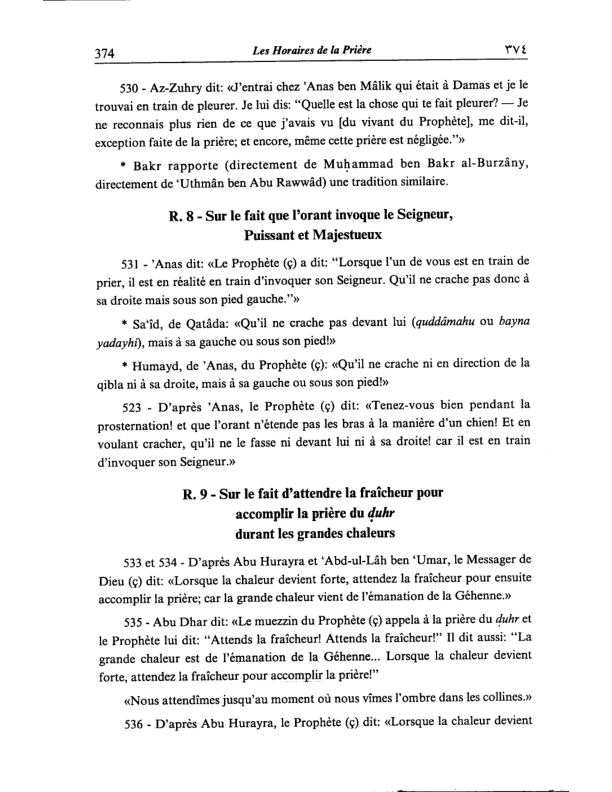 374 Les Horaires de la Prière ٣٧٤
530 - Az-Zuhry dit: «J'entrai chez 'Anas ben Mâlik qui était à Damas et je le
trouvai en train de pleurer. Je lui dis: “Quelle est la chose qui te fait pleurer? — Je
ne reconnais plus rien de ce que j'avais vu [du vivant du Prophète], me dit-il,
exception faite de la prière; et encore, même cette prière est négligée.”»
* Bakr rapporte (directement de Muḥammad ben Bakr al-Burzâny,
directement de ‘Uthmân ben Abu Rawwâd) une tradition similaire.
R. 8 - Sur le fait que l'orant invoque le Seigneur,
Puissant et Majestueux
531 - 'Anas dit: «Le Prophète (ç) a dit: “Lorsque l'un de vous est en train de
prier, il est en réalité en train d'invoquer son Seigneur. Qu'il ne crache pas donc à
sa droite mais sous son pied gauche.”»
* Sa‘îd, de Qatâda: «Qu'il ne crache pas devant lui (quddâmahu ou bayna
yadayhi), mais à sa gauche ou sous son pied!»
* Humayd, de 'Anas, du Prophète (ç): «Qu'il ne crache ni en direction de la
qibla ni à sa droite, mais à sa gauche ou sous son pied!»
523 - D'après 'Anas, le Prophète (ç) dit: «Tenez-vous bien pendant la
prosternation! et que l'orant n'étende pas les bras à la manière d'un chien! Et en
voulant cracher, qu'il ne le fasse ni devant lui ni à sa droite! car il est en train
d'invoquer son Seigneur.»
R. 9 - Sur le fait d'attendre la fraîcheur pour
accomplir la prière du ḍuhr
durant les grandes chaleurs
533 et 534 - D'après Abu Hurayra et ‘Abd-ul-Lâh ben ‘Umar, le Messager de
Dieu (ç) dit: «Lorsque la chaleur devient forte, attendez la fraîcheur pour ensuite
accomplir la prière; car la grande chaleur vient de l'émanation de la Géhenne.»
535 - Abu Dhar dit: «Le muezzin du Prophète (ç) appela à la prière du ḍuhr et
le Prophète lui dit: “Attends la fraîcheur! Attends la fraîcheur!” Il dit aussi: “La
grande chaleur est de l'émanation de la Géhenne... Lorsque la chaleur devient
forte, attendez la fraîcheur pour accomplir la prière!”
«Nous attendîmes jusqu'au moment où nous vîmes l'ombre dans les collines.»
536 - D'après Abu Hurayra, le Prophète (ç) dit: «Lorsque la chaleur devient